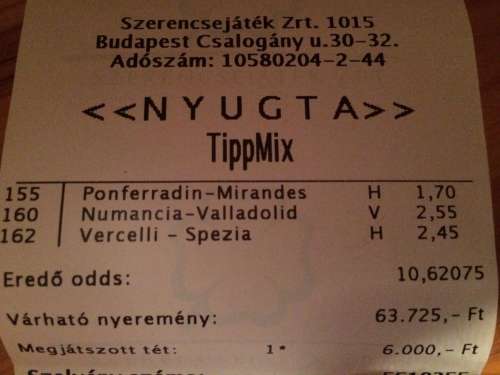 Szerencsejáték Zrt. 1015
Budapest Csalogány u.30-32.
Adószám: 10580204-2-44
<<NYUGTA>>
TippMix
155 Ponferradin-Mirandes H 1,70
160 Numancia-Valladolid V 2,55
162 Vercelli - Spezia H 2,45
Eredő odds: 10,62075
Várható nyeremény: 63.725,- Ft
Megjátszott tét: 1* 6.000,- Ft